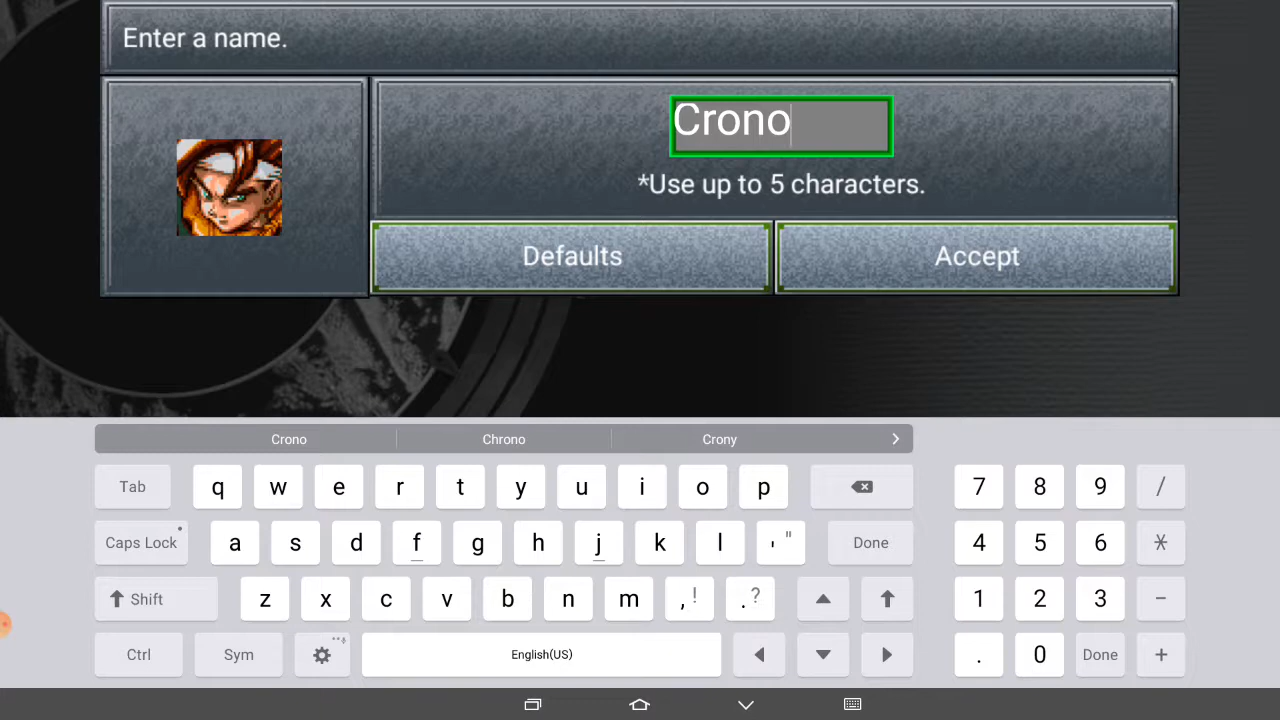 Enter a name.
Crono
*Use up to 5 characters.
Defaults Accept
Crono Chrono Crony >
Tab q w e r t y u i o p 7 8 9 /
Caps Lock a s d f g h j k l ' " Done 4 5 6 *
Shift z x c v b n m , ! . ? 1 2 3 -
Ctrl Sym English(US) . 0 Done +